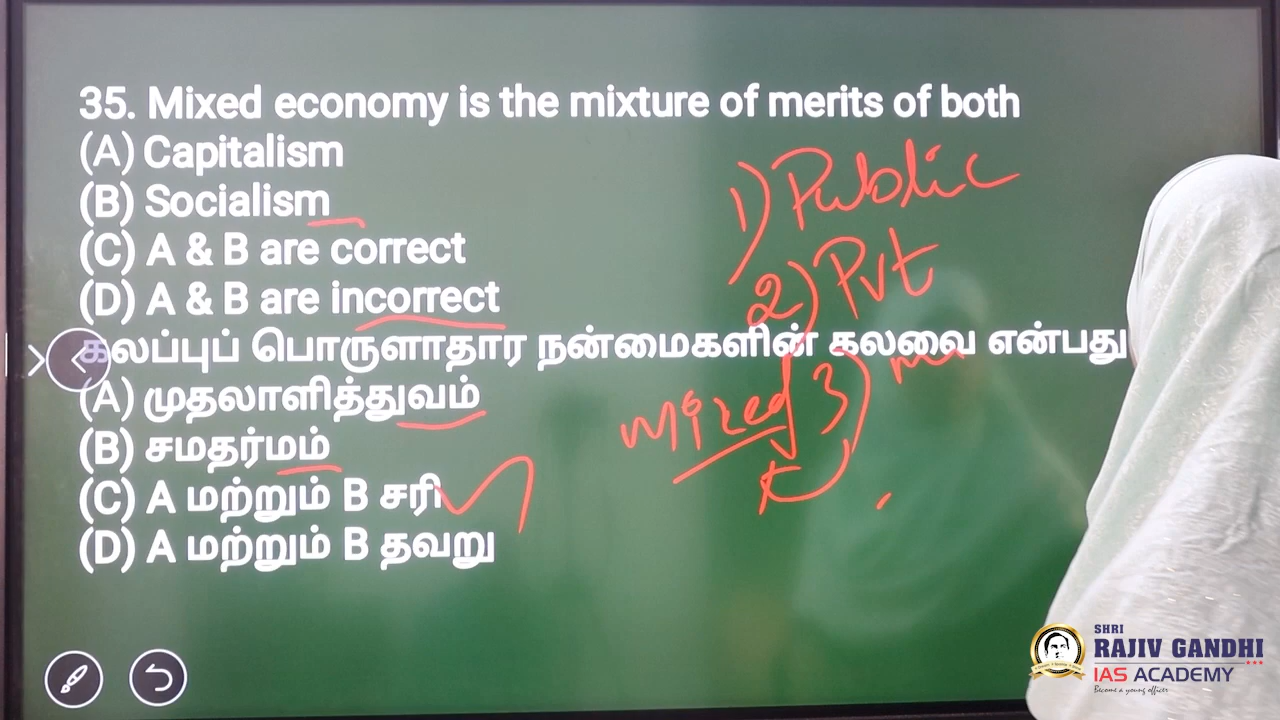 35. Mixed economy is the mixture of merits of both
(A) Capitalism
(B) Socialism
(C) A & B are correct
(D) A & B are incorrect
கலப்புப் பொருளாதார நன்மைகளின் கலவை என்பது
(A) முதலாளித்துவம்
(B) சமதர்மம்
(C) A மற்றும் B சரி
(D) A மற்றும் B தவறு
1) Public
2) Pvt
3)
Mixed
SHRI
RAJIV GANDHI
IAS ACADEMY
Become a young officer